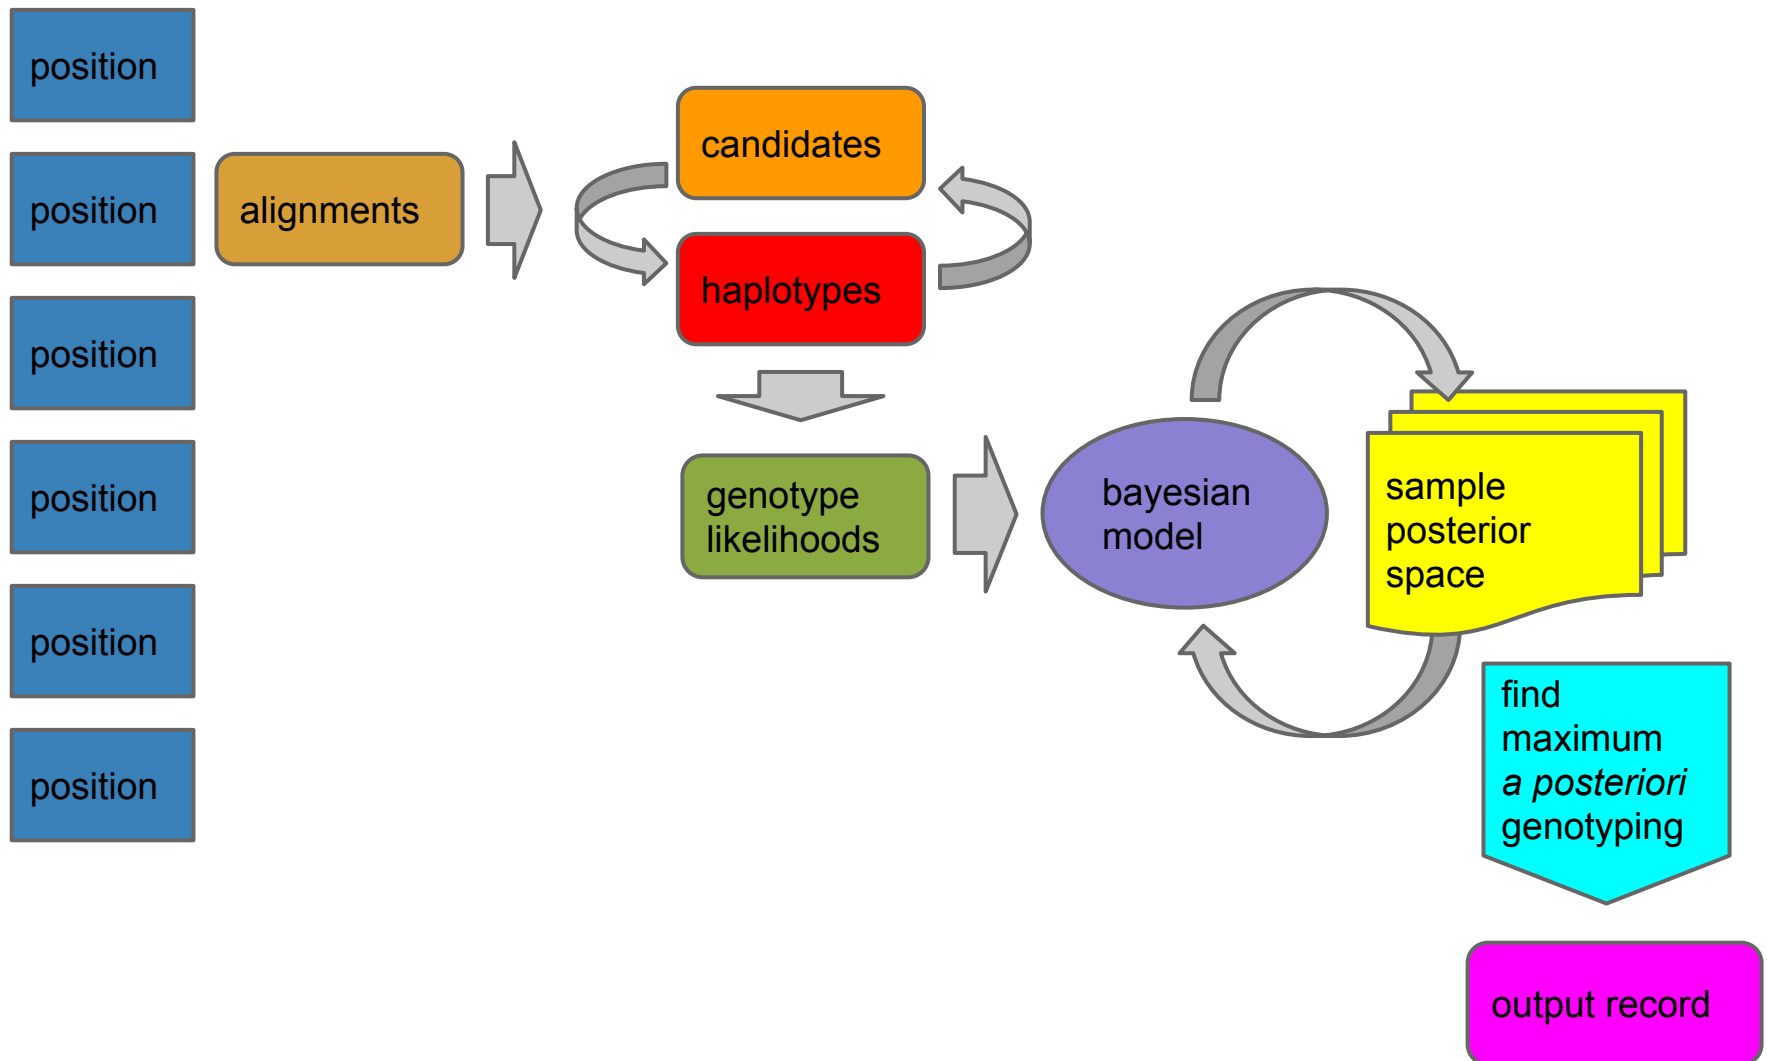 position
position
alignments
position
position
position
position
candidates
haplotypes
genotype
likelihoods
bayesian
model
sample
posterior
space
find
maximum
a posteriori
genotyping
output record